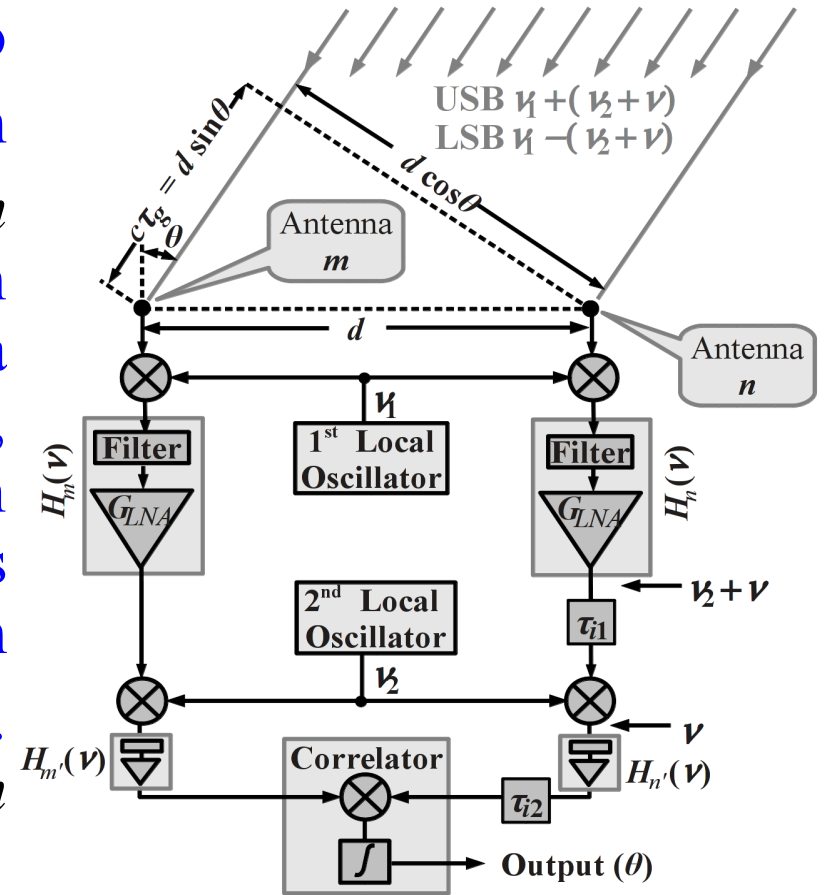 USB ν₁+(ν₂+ν)
LSB ν₁−(ν₂+ν)
cτg = d sinθ
θ
d cosθ
Antenna
m
d
Antenna
n
ν₁
1st Local
Oscillator
Filter
GLNA
Hm(ν)
Filter
GLNA
Hn(ν)
ν₂+ν
τi1
2nd Local
Oscillator
ν₂
ν
Hm′(ν)
Correlator
Hn′(ν)
τi2
∫
Output (θ)
n
n
a
,
n
s
n
.
n